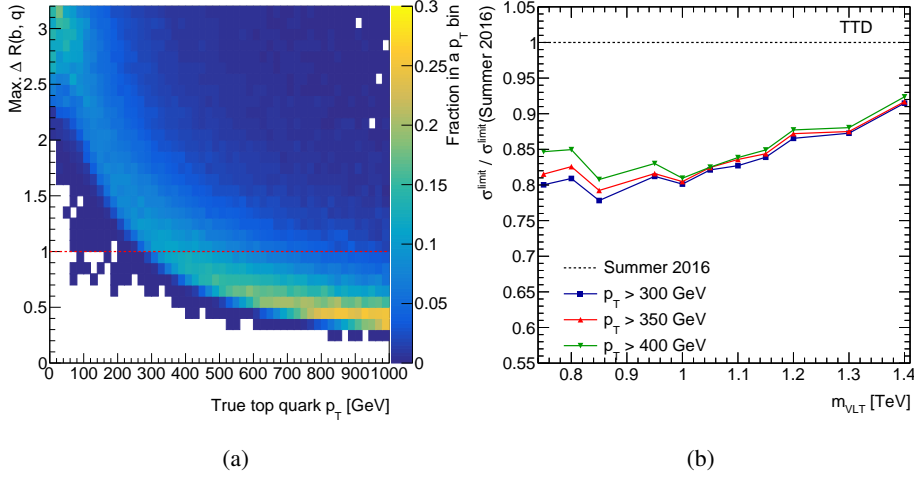 Max. Δ R(b, q)
3
2.5
2
1.5
1
0.5
0
0 100 200 300 400 500 600 700 800 900 1000
True top quark p_T [GeV]
0.3
0.25
0.2
0.15
0.1
0.05
0
Fraction in a p_T bin
(a)
σ^limit / σ^limit(Summer 2016)
1
0.95
0.9
0.85
0.8
0.75
0.7
0.65
0.6
0.55
TTD
Summer 2016
p_T > 300 GeV
p_T > 350 GeV
p_T > 400 GeV
0.8 0.9 1 1.1 1.2 1.3 1.4
m_VLT [TeV]
(b)